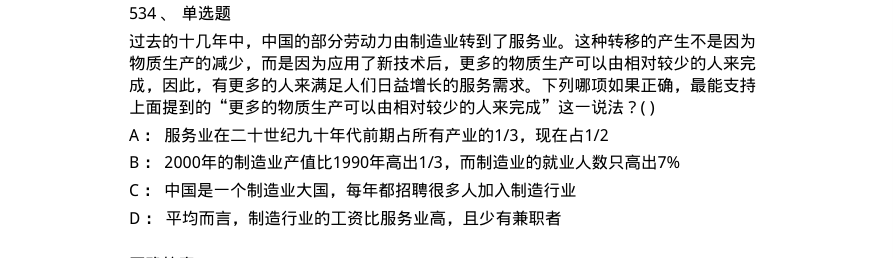 534 、 单选题
过去的十几年中，中国的部分劳动力由制造业转到了服务业。这种转移的产生不是因为
物质生产的减少，而是因为应用了新技术后，更多的物质生产可以由相对较少的人来完
成，因此，有更多的人来满足人们日益增长的服务需求。下列哪项如果正确，最能支持
上面提到的“更多的物质生产可以由相对较少的人来完成”这一说法？( )
A： 服务业在二十世纪九十年代前期占所有产业的1/3，现在占1/2
B： 2000年的制造业产值比1990年高出1/3，而制造业的就业人数只高出7%
C： 中国是一个制造业大国，每年都招聘很多人加入制造行业
D： 平均而言，制造行业的工资比服务业高，且少有兼职者